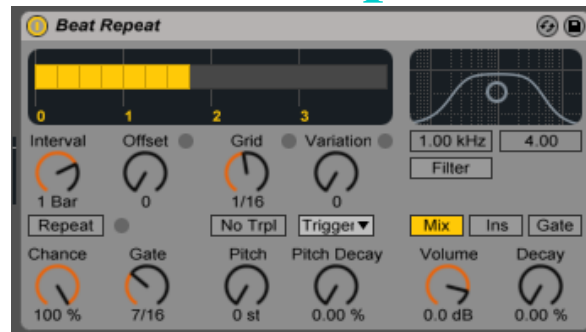 Beat Repeat
0 1 2 3
Interval Offset Grid Variation 1.00 kHz 4.00
Filter
1 Bar 0 1/16 0
Repeat No Trpl Trigger Mix Ins Gate
Chance Gate Pitch Pitch Decay Volume Decay
100 % 7/16 0 st 0.00 % 0.0 dB 0.00 %